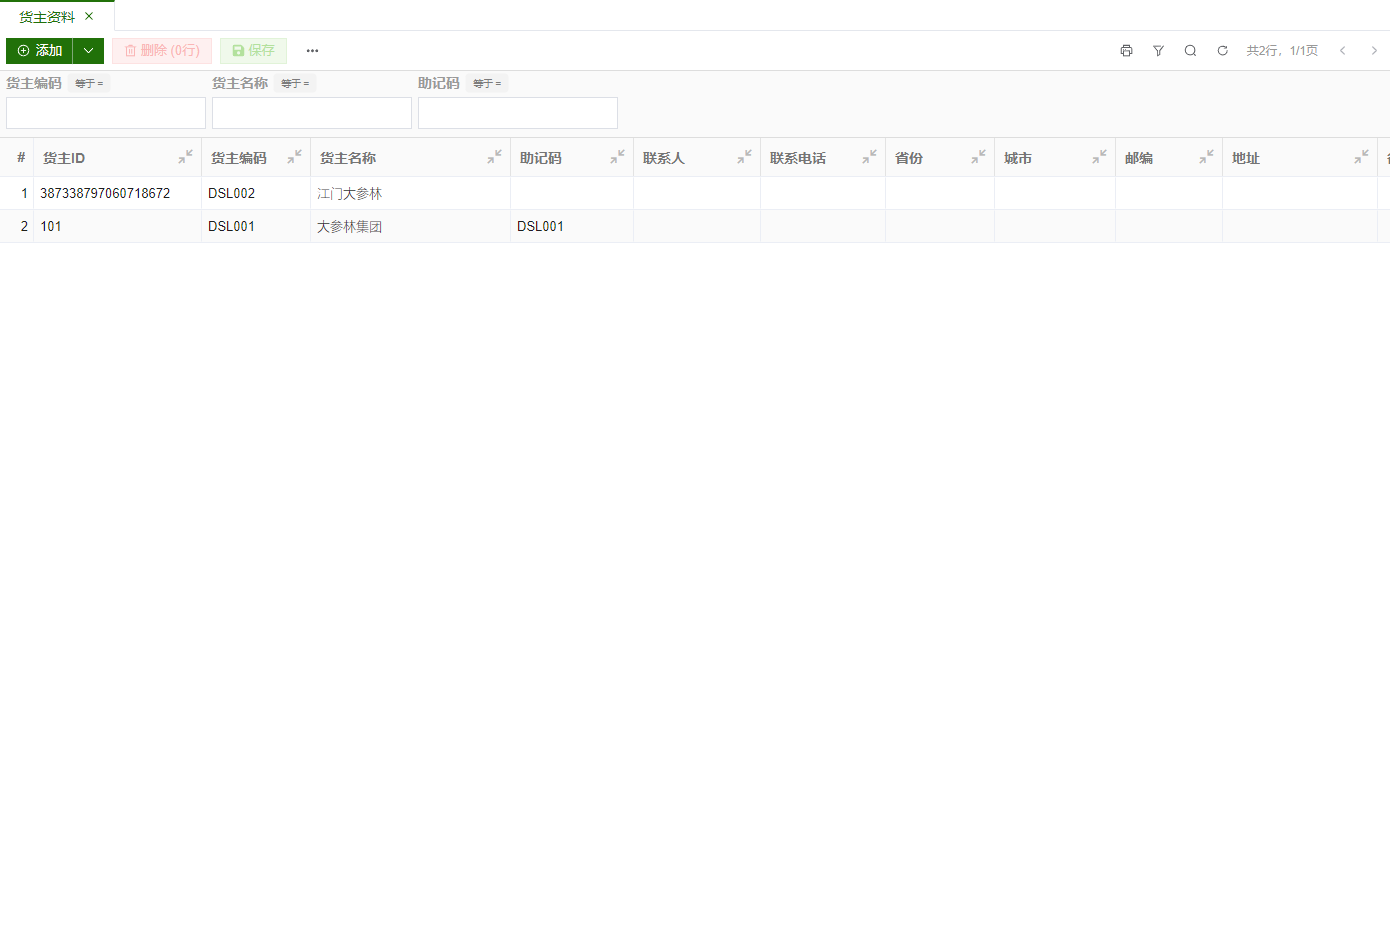 货主资料
添加 删除 (0行) 保存 ··· 共2行，1/1页
货主编码 等于 = 货主名称 等于 = 助记码 等于 =
# 货主ID 货主编码 货主名称 助记码 联系人 联系电话 省份 城市 邮编 地址
1 387338797060718672 DSL002 江门大参林
2 101 DSL001 大参林集团 DSL001